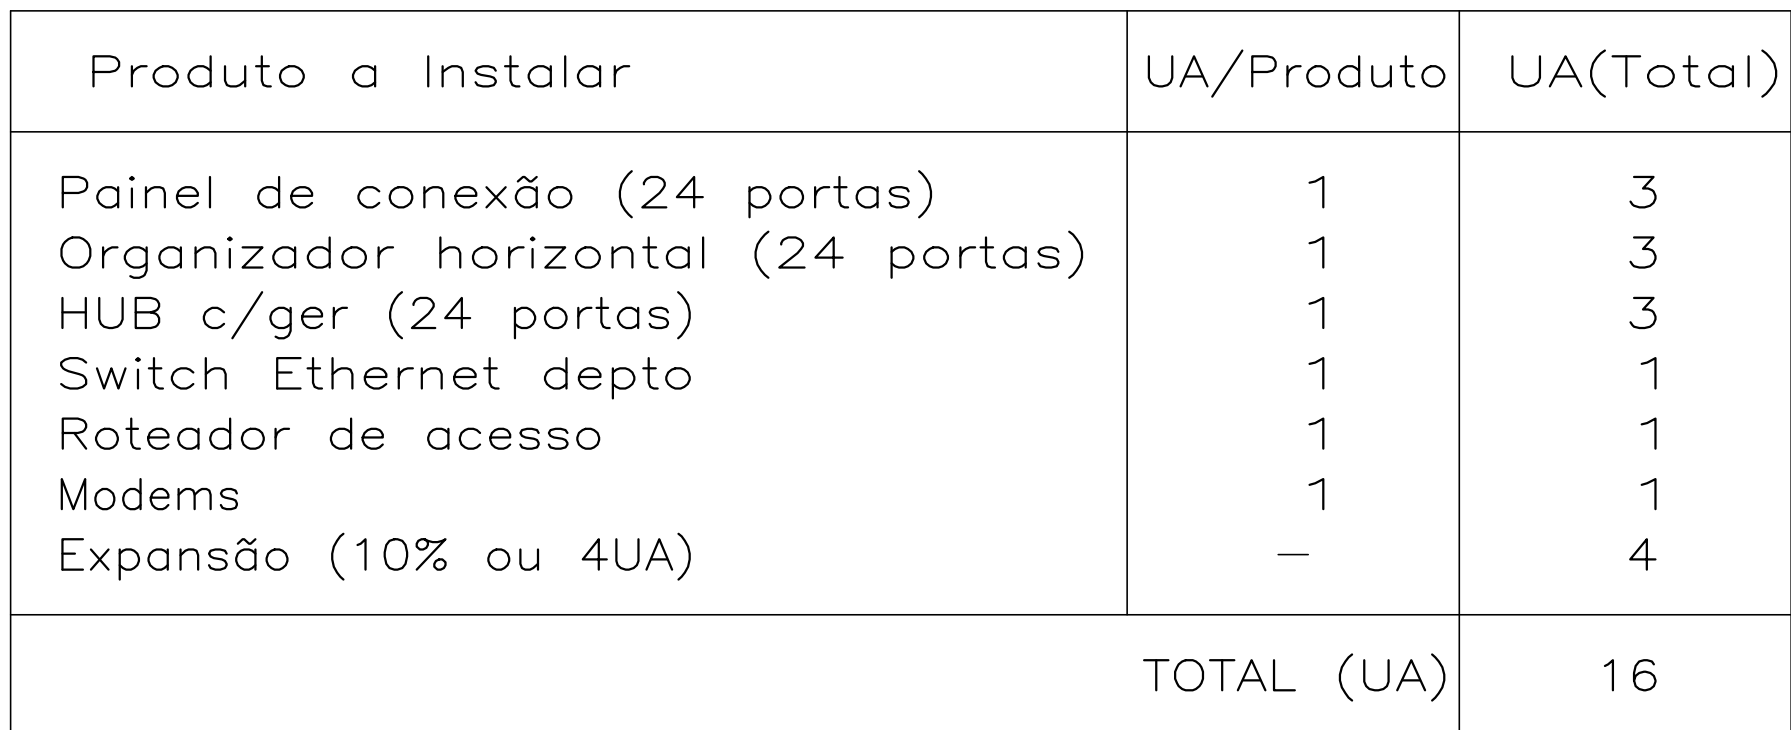 Produto a Instalar UA/Produto UA(Total)
Painel de conexão (24 portas) 1 3
Organizador horizontal (24 portas) 1 3
HUB c/ger (24 portas) 1 3
Switch Ethernet depto 1 1
Roteador de acesso 1 1
Modems 1 1
Expansão (10% ou 4UA) – 4
TOTAL (UA) 16